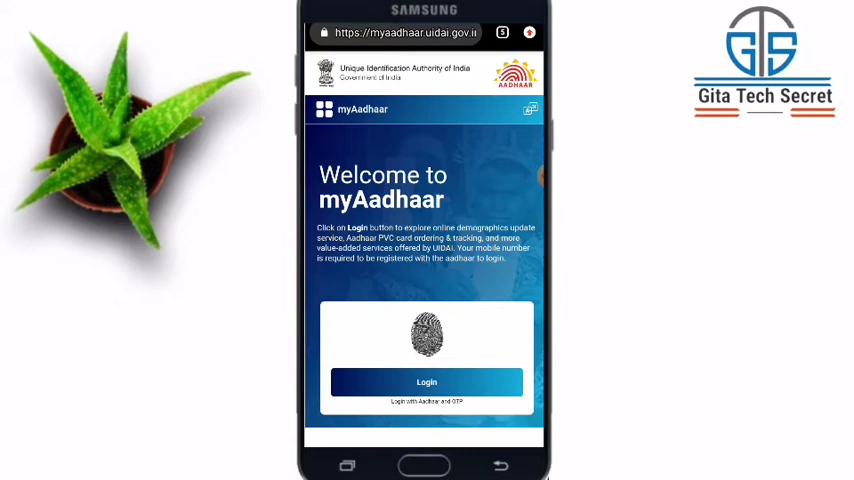 SAMSUNG
https://myaadhaar.uidai.gov.ii
5
Unique Identification Authority of India
Government of India
AADHAAR
myAadhaar
Welcome to
myAadhaar
Click on Login button to explore online demographics update
service, Aadhaar PVC card ordering & tracking, and more
value-added services offered by UIDAI. Your mobile number
is required to be registered with the aadhaar to login.
Login
Login with Aadhaar and OTP
GTS
Gita Tech Secret